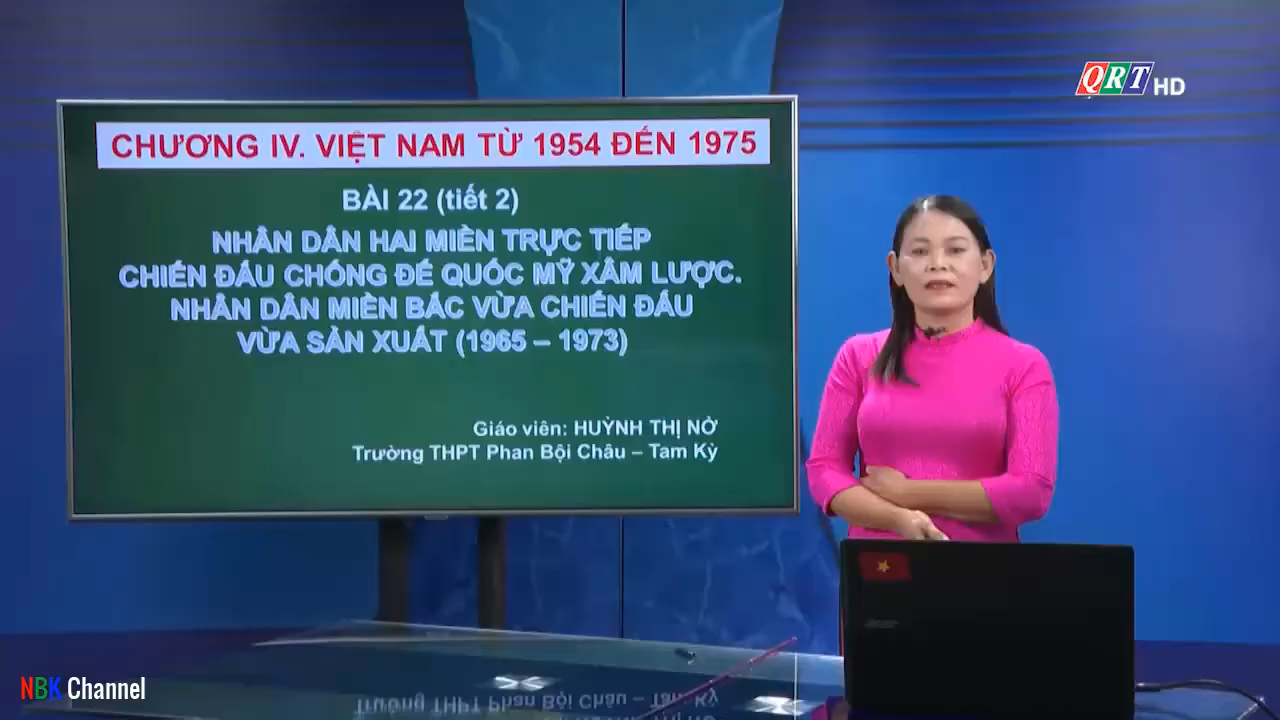 QRT HD
CHƯƠNG IV. VIỆT NAM TỪ 1954 ĐẾN 1975
BÀI 22 (tiết 2)
NHÂN DÂN HAI MIỀN TRỰC TIẾP
CHIẾN ĐẤU CHỐNG ĐẾ QUỐC MỸ XÂM LƯỢC.
NHÂN DÂN MIỀN BẮC VỪA CHIẾN ĐẤU
VỪA SẢN XUẤT (1965 – 1973)
Giáo viên: HUỲNH THỊ NỞ
Trường THPT Phan Bội Châu – Tam Kỳ
NBK Channel